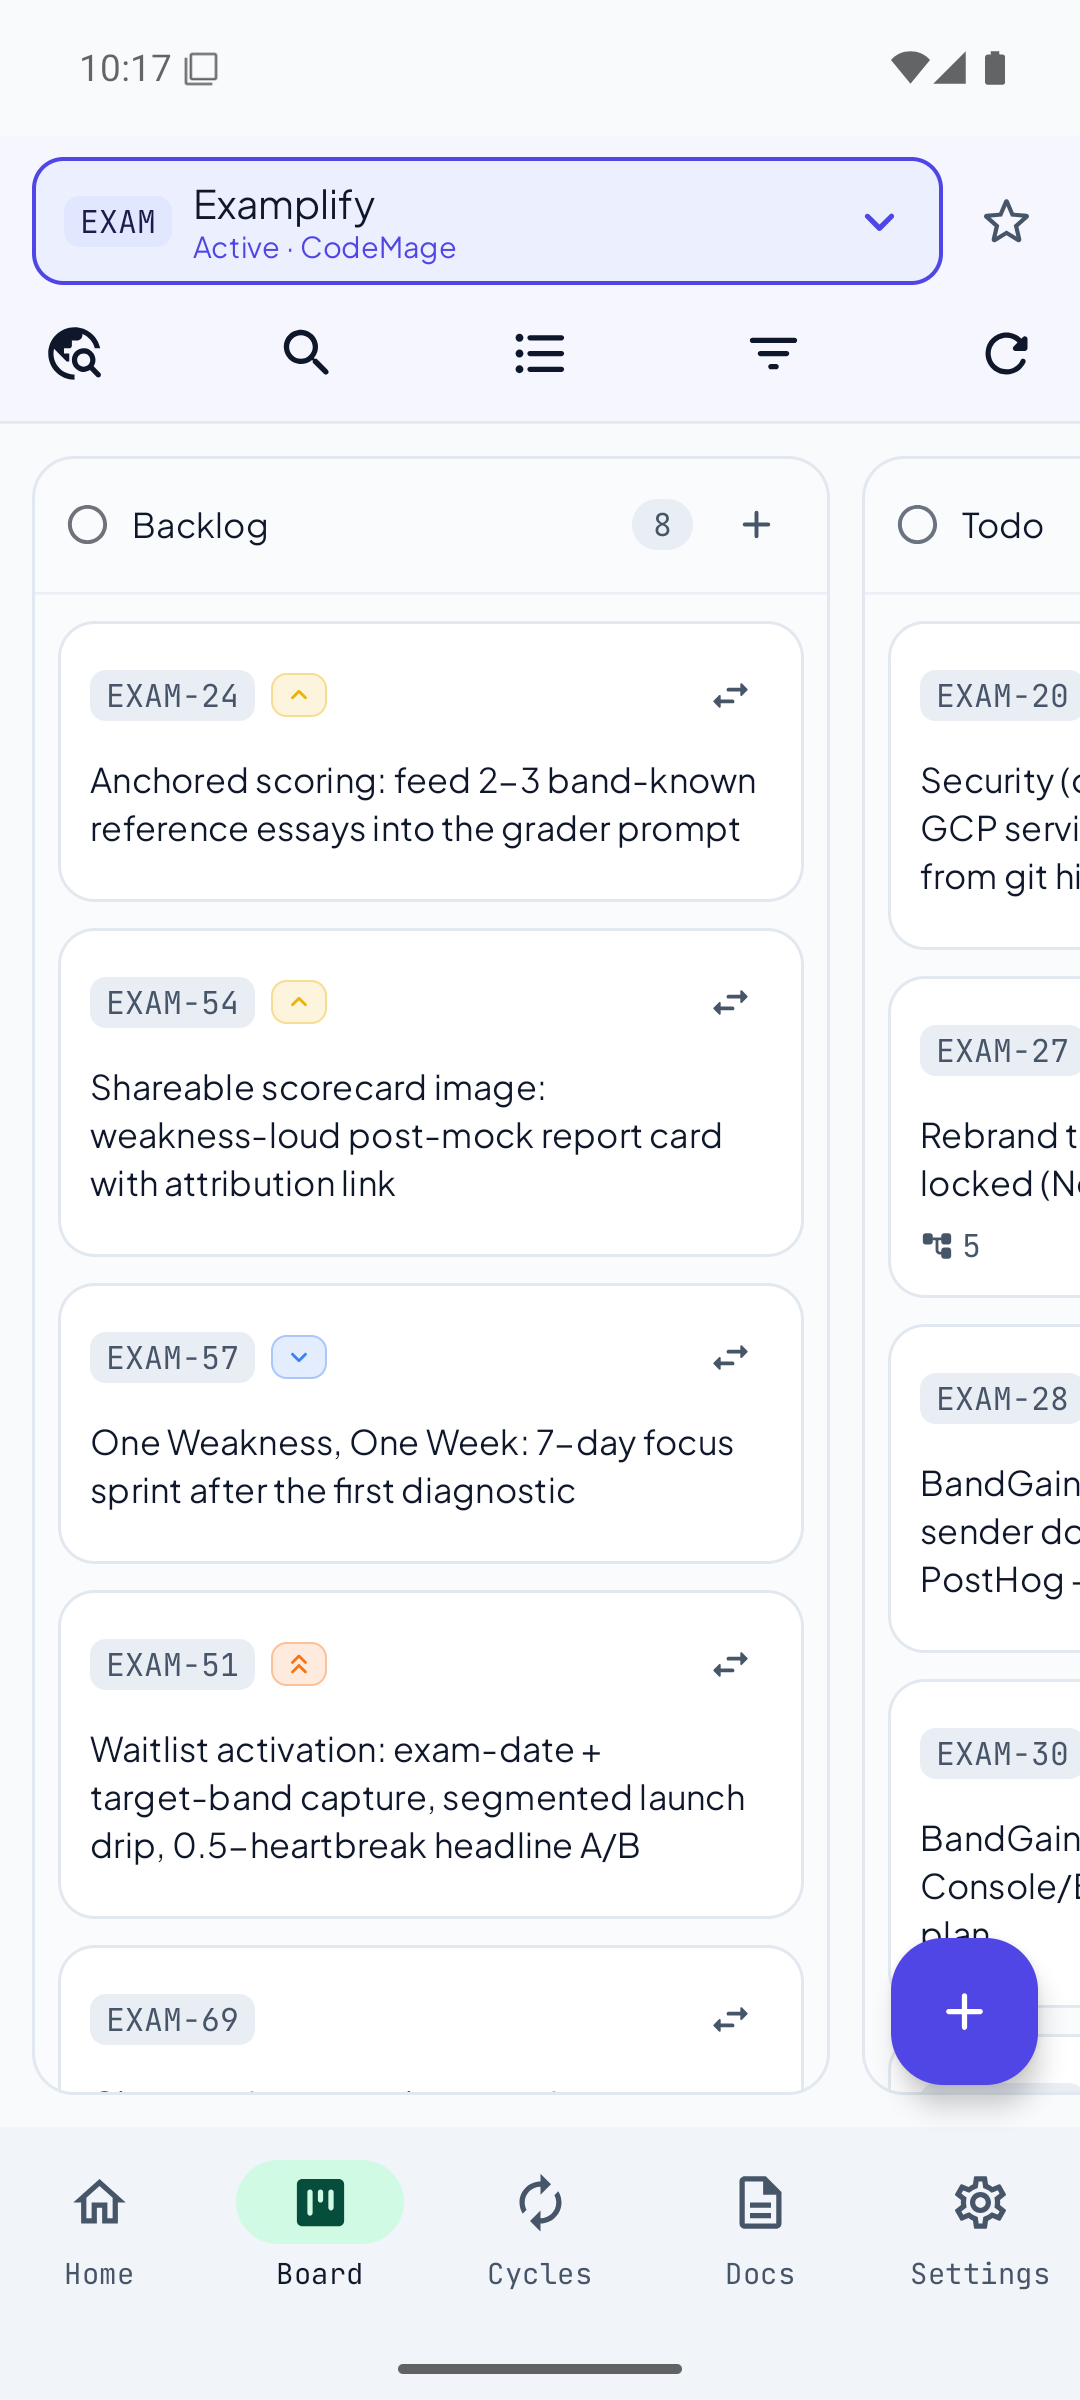 10:17
EXAM
Examplify
Active · CodeMage
Backlog
8
EXAM-24
Anchored scoring: feed 2–3 band-known
reference essays into the grader prompt
EXAM-54
Shareable scorecard image:
weakness-loud post-mock report card
with attribution link
EXAM-57
One Weakness, One Week: 7-day focus
sprint after the first diagnostic
EXAM-51
Waitlist activation: exam-date +
target-band capture, segmented launch
drip, 0.5-heartbreak headline A/B
EXAM-69
Todo
EXAM-20
Security (
GCP servi
from git hi
EXAM-27
Rebrand t
locked (N
5
EXAM-28
BandGain
sender do
PostHog
EXAM-30
BandGain
Console/
plan
Home
Board
Cycles
Docs
Settings